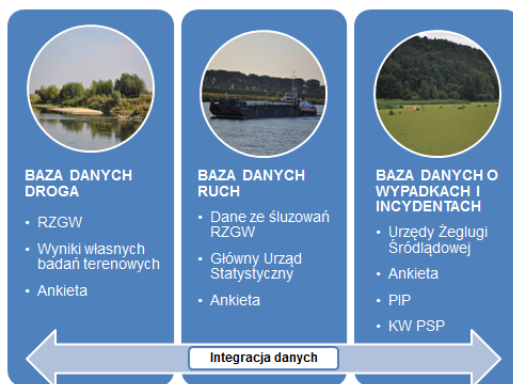 BAZA DANYCH
DROGA
• RZGW
• Wyniki własnych
badań terenowych
• Ankieta
BAZA DANYCH
RUCH
• Dane ze śluzowań
RZGW
• Główny Urząd
Statystyczny
• Ankieta
BAZA DANYCH O
WYPADKACH I
INCYDENTACH
• Urzędy Żeglugi
Śródlądowej
• Ankieta
• PIP
• KW PSP
Integracja danych